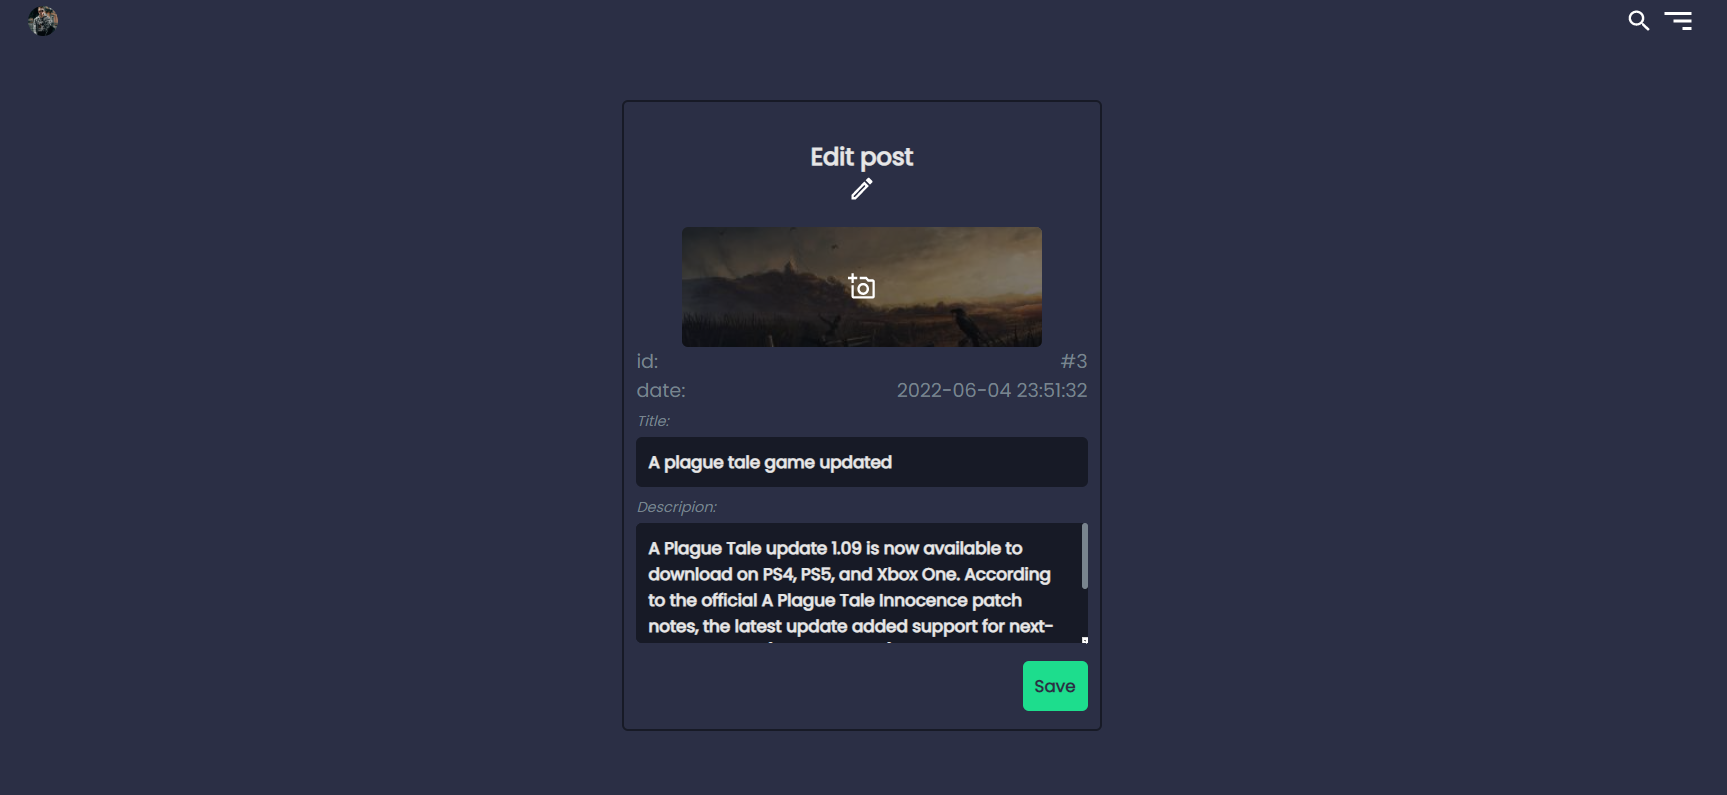 Edit post
id: #3
date: 2022-06-04 23:51:32
Title:
A plague tale game updated
Descripion:
A Plague Tale update 1.09 is now available to
download on PS4, PS5, and Xbox One. According
to the official A Plague Tale Innocence patch
notes, the latest update added support for next-
Save